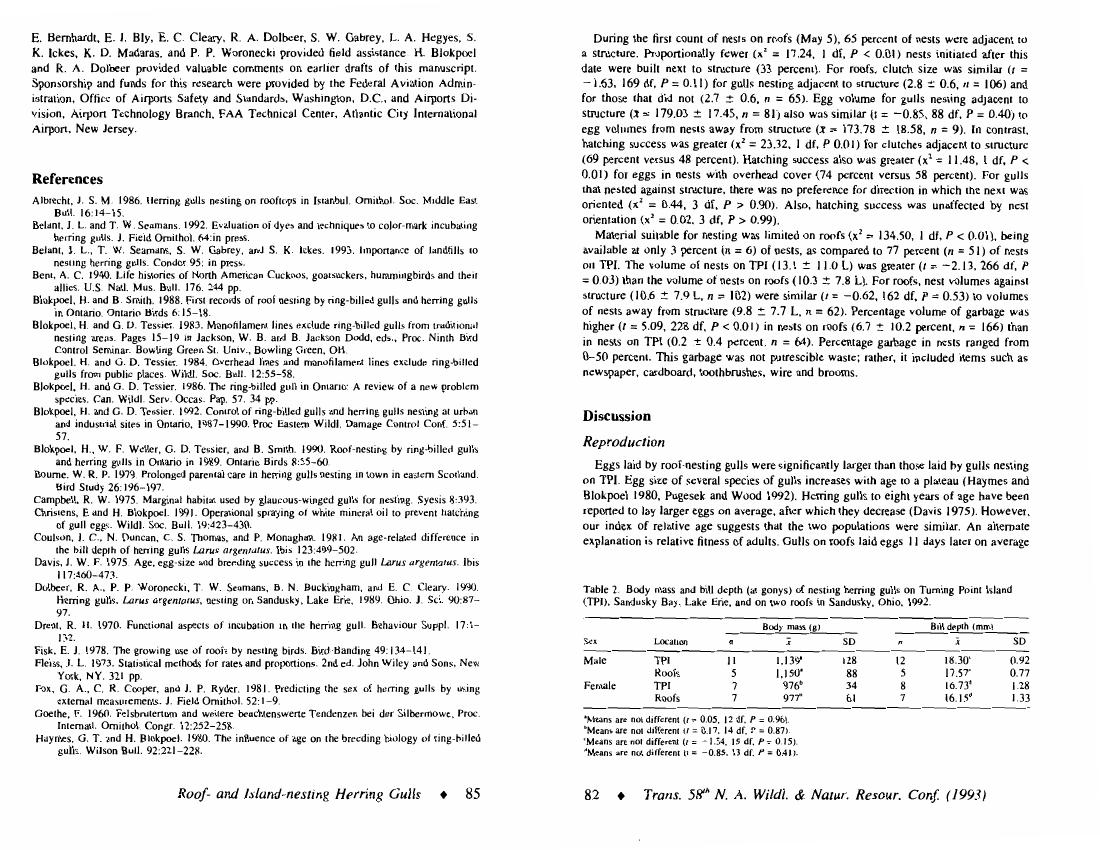 E. Bernhardt, E. J. Bly, E. C. Cleary, R. A. Dolbeer, S. W. Gabrey, L. A. Hegyes, S.
K. Ickes, K. D. Madaras, and P. P. Woronecki provided field assistance. H. Blokpoel
and R. A. Dolbeer provided valuable comments on earlier drafts of this manuscript.
Sponsorship and funds for this research were provided by the Federal Aviation Admin-
istration, Office of Airports Safety and Standards, Washington, D.C., and Airports Di-
vision, Airport Technology Branch, FAA Technical Center, Atlantic City International
Airport, New Jersey.
References
Albrecht, J. S. M. 1986. Herring gulls nesting on rooftops in Istanbul. Ornithol. Soc. Middle East
Bull. 16:14–15.
Belant, J. L. and T. W. Seamans. 1992. Evaluation of dyes and techniques to color-mark incubating
herring gulls. J. Field Ornithol. 64:in press.
Belant, J. L., T. W. Seamans, S. W. Gabrey, and S. K. Ickes. 1993. Importance of landfills to
nesting herring gulls. Condor 95: in press.
Bent, A. C. 1940. Life histories of North American Cuckoos, goatsuckers, hummingbirds and their
allies. U.S. Natl. Mus. Bull. 176. 244 pp.
Blokpoel, H. and B. Smith. 1988. First records of roof nesting by ring-billed gulls and herring gulls
in Ontario. Ontario Birds 6:15–18.
Blokpoel, H. and G. D. Tessier. 1983. Monofilament lines exclude ring-billed gulls from traditional
nesting areas. Pages 15–19 in Jackson, W. B. and B. Jackson Dodd, eds., Proc. Ninth Bird
Control Seminar. Bowling Green St. Univ., Bowling Green, OH.
Blokpoel, H. and G. D. Tessier. 1984. Overhead lines and monofilament lines exclude ring-billed
gulls from public places. Wildl. Soc. Bull. 12:55-58.
Blokpoel, H. and G. D. Tessier. 1986. The ring-billed gull in Ontario: A review of a new problem
species. Can. Wildl. Serv. Occas. Pap. 57. 34 pp.
Blokpoel, H. and G. D. Tessier. 1992. Control of ring-billed gulls and herring gulls nesting at urban
and industrial sites in Ontario, 1987–1990. Proc Eastern Wildl. Damage Control Conf. 5:51–
57.
Blokpoel, H., W. F. Weller, G. D. Tessier, and B. Smith. 1990. Roof-nesting by ring-billed gulls
and herring gulls in Ontario in 1989. Ontario Birds 8:55–60.
Bourne, W. R. P. 1979. Prolonged parental care in herring gulls nesting in town in eastern Scotland.
Bird Study 26:196–197.
Campbell, R. W. 1975. Marginal habitat used by glaucous-winged gulls for nesting. Syesis 8:393.
Christens, E and H. Blokpoel. 1991. Operational spraying of white mineral oil to prevent hatching
of gull eggs. Wildl. Soc. Bull. 19:423–430.
Coulson, J. C., N. Duncan, C. S. Thomas, and P. Monaghan. 1981. An age-related difference in
the bill depth of herring gulls Larus argentatus. Ibis 123:499–502.
Davis, J. W. F. 1975. Age, egg-size and breeding success in the herring gull Larus argentatus. Ibis
117:460–473.
Dolbeer, R. A., P. P. Woronecki, T. W. Seamans, B. N. Buckingham, and E. C. Cleary. 1990.
Herring gulls, Larus argentatus, nesting on Sandusky, Lake Erie, 1989. Ohio. J. Sci. 90:87–
97.
Drent, R. H. 1970. Functional aspects of incubation in the herring gull. Behaviour Suppl. 17:1–
132.
Fisk, E. J. 1978. The growing use of roofs by nesting birds. Bird-Banding 49:134–141.
Fleiss, J. L. 1973. Statistical methods for rates and proportions. 2nd ed. John Wiley and Sons, New
York, NY. 321 pp.
Fox, G. A., C. R. Cooper, and J. P. Ryder. 1981. Predicting the sex of herring gulls by using
external measurements. J. Field Ornithol. 52:1–9.
Goethe, F. 1960. Felsbrutertum and weitere beachtenswerte Tendenzen bei der Silbermowe, Proc.
Internatl. Ornithol. Congr. 12:252–258.
Haymes, G. T. and H. Blokpoel. 1980. The influence of age on the breeding biology of ring-billed
gulls. Wilson Bull. 92:221–228.
Roof- and Island-nesting Herring Gulls ◆ 85
During the first count of nests on roofs (May 5), 65 percent of nests were adjacent to
a structure. Proportionally fewer (x² = 17.24, 1 df, P < 0.01) nests initiated after this
date were built next to structure (33 percent). For roofs, clutch size was similar (t =
−1.63, 169 df, P = 0.11) for gulls nesting adjacent to structure (2.8 ± 0.6, n = 106) and
for those that did not (2.7 ± 0.6, n = 65). Egg volume for gulls nesting adjacent to
structure (x̄ = 179.03 ± 17.45, n = 81) also was similar (t = −0.85, 88 df, P = 0.40) to
egg volumes from nests away from structure (x̄ = 173.78 ± 18.58, n = 9). In contrast,
hatching success was greater (x² = 23.32, 1 df, P 0.01) for clutches adjacent to structure
(69 percent versus 48 percent). Hatching success also was greater (x² = 11.48, 1 df, P <
0.01) for eggs in nests with overhead cover (74 percent versus 58 percent). For gulls
that nested against structure, there was no preference for direction in which the next was
oriented (x² = 0.44, 3 df, P > 0.90). Also, hatching success was unaffected by nest
orientation (x² = 0.02, 3 df, P > 0.99).
Material suitable for nesting was limited on roofs (x² = 134.50, 1 df, P < 0.01), being
available at only 3 percent (n = 6) of nests, as compared to 77 percent (n = 51) of nests
on TPI. The volume of nests on TPI (13.1 ± 11.0 L) was greater (t = −2.13, 266 df, P
= 0.03) than the volume of nests on roofs (10.3 ± 7.8 L). For roofs, nest volumes against
structure (10.6 ± 7.9 L, n = 102) were similar (t = −0.62, 162 df, P = 0.53) to volumes
of nests away from structure (9.8 ± 7.7 L, n = 62). Percentage volume of garbage was
higher (t = 5.09, 228 df, P < 0.01) in nests on roofs (6.7 ± 10.2 percent, n = 166) than
in nests on TPI (0.2 ± 0.4 percent, n = 64). Percentage garbage in nests ranged from
0–50 percent. This garbage was not putrescible waste; rather, it included items such as
newspaper, cardboard, toothbrushes, wire and brooms.
Discussion
Reproduction
Eggs laid by roof-nesting gulls were significantly larger than those laid by gulls nesting
on TPI. Egg size of several species of gulls increases with age to a plateau (Haymes and
Blokpoel 1980, Pugesek and Wood 1992). Herring gulls to eight years of age have been
reported to lay larger eggs on average, after which they decrease (Davis 1975). However,
our index of relative age suggests that the two populations were similar. An alternate
explanation is relative fitness of adults. Gulls on roofs laid eggs 11 days later on average
Table 2. Body mass and bill depth (at gonys) of nesting herring gulls on Turning Point Island
(TPI), Sandusky Bay, Lake Erie, and on two roofs in Sandusky, Ohio, 1992.
Body mass (g) Bill depth (mm)
Sex Location n x̄ SD n x̄ SD
Male TPI 11 1,139ᵃ 128 12 18.30ᶜ 0.92
Roofs 5 1,150ᵃ 88 5 17.57ᶜ 0.77
Female TPI 7 976ᵇ 34 8 16.73ᵈ 1.28
Roofs 7 977ᵇ 61 7 16.15ᵈ 1.33
ᵃMeans are not different (t = 0.05, 12 df, P = 0.96).
ᵇMeans are not different (t = 0.17, 14 df, P = 0.87).
ᶜMeans are not different (t = −1.54, 15 df, P = 0.15).
ᵈMeans are not different (t = −0.85, 13 df, P = 0.41).
82 ◆ Trans. 58ᵗʰ N. A. Wildl. & Natur. Resour. Conf. (1993)